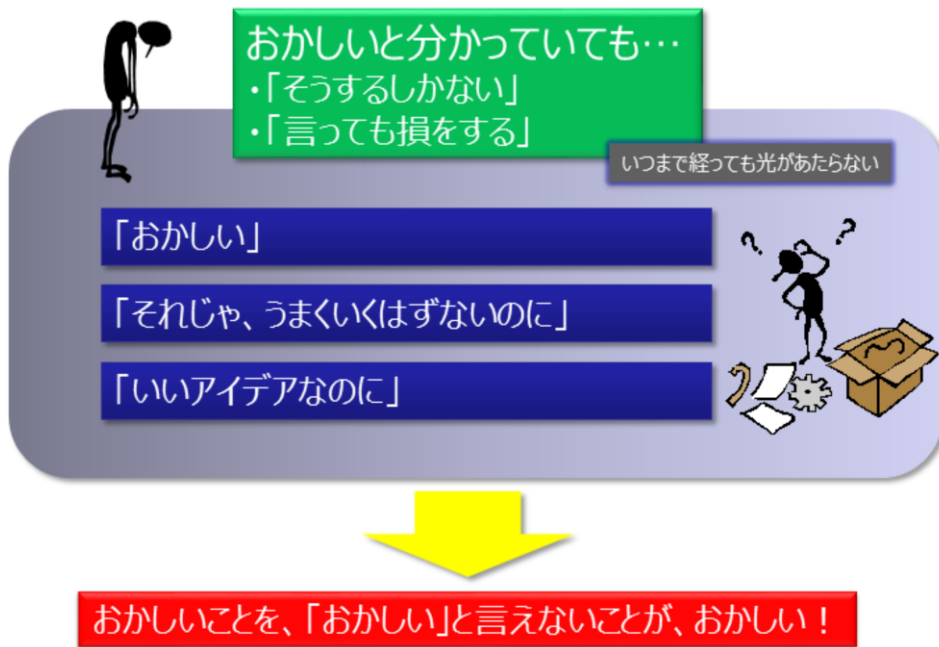 おかしいと分かっていても…
・「そうするしかない」
・「言っても損をする」
いつまで経っても光があたらない
「おかしい」
「それじゃ、うまくいくはずないのに」
「いいアイデアなのに」
おかしいことを、「おかしい」と言えないことが、おかしい！